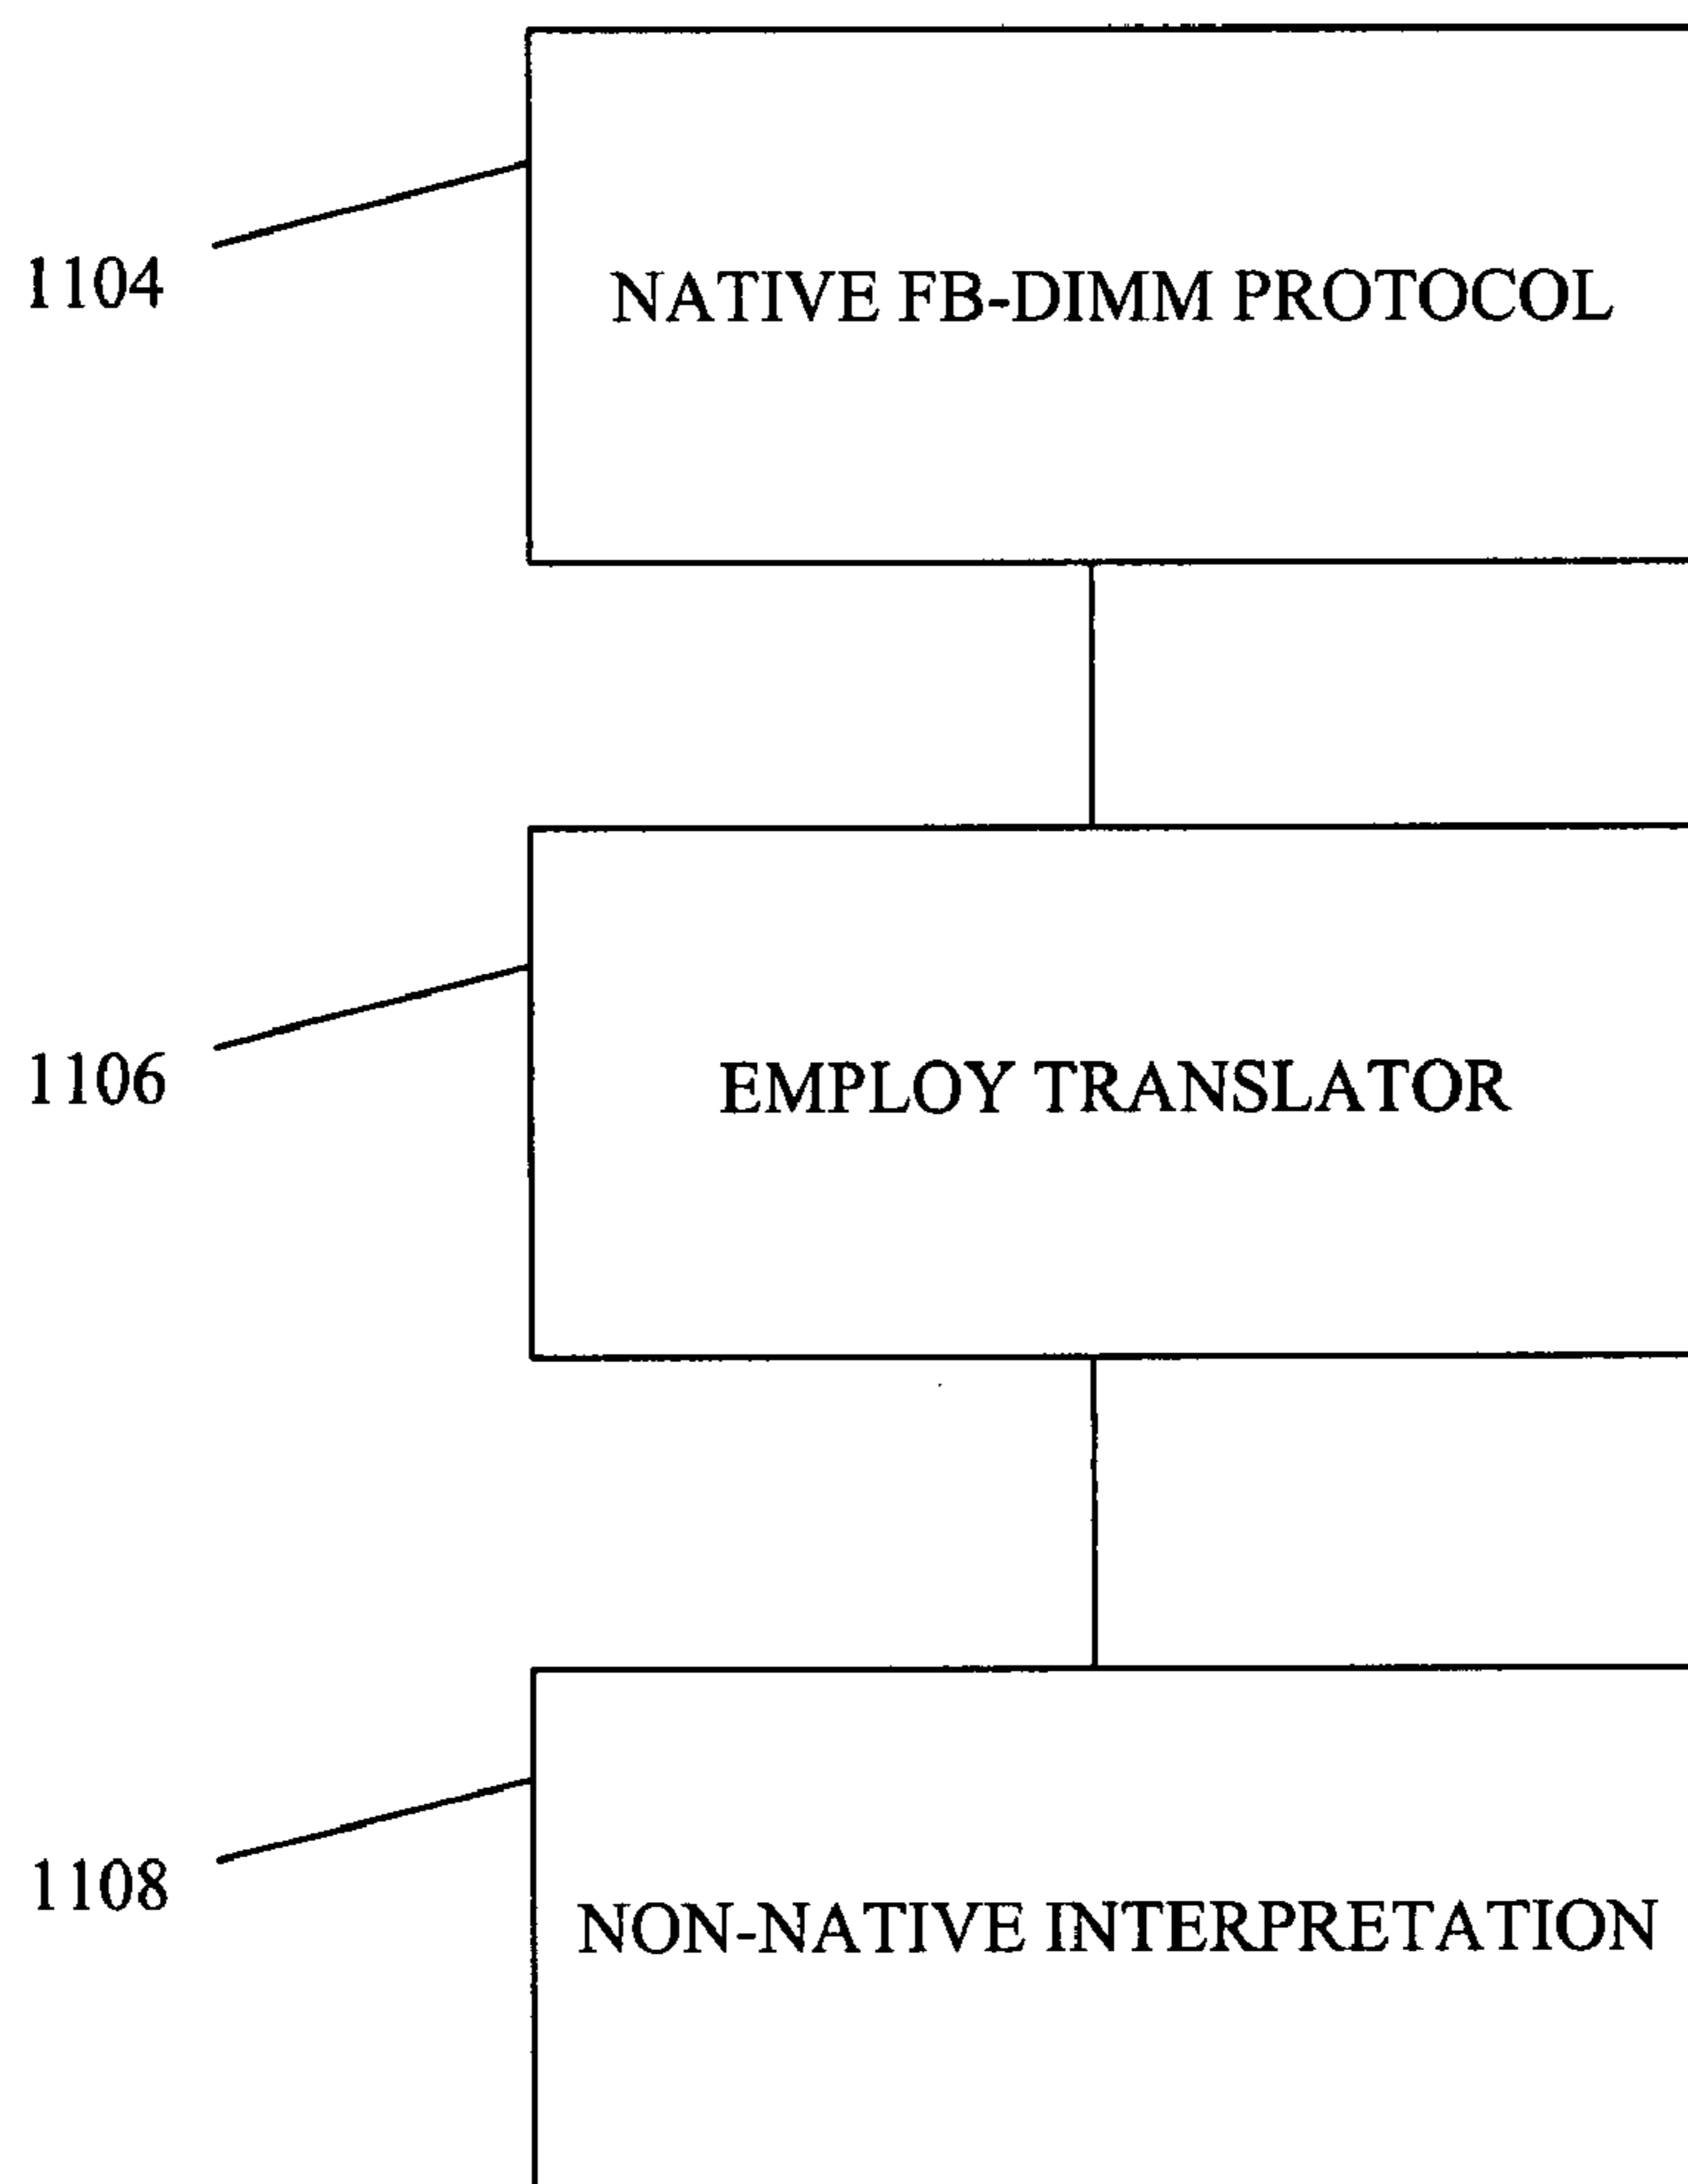 1104
NATIVE FB-DIMM PROTOCOL
1106
EMPLOY TRANSLATOR
1108
NON-NATIVE INTERPRETATION